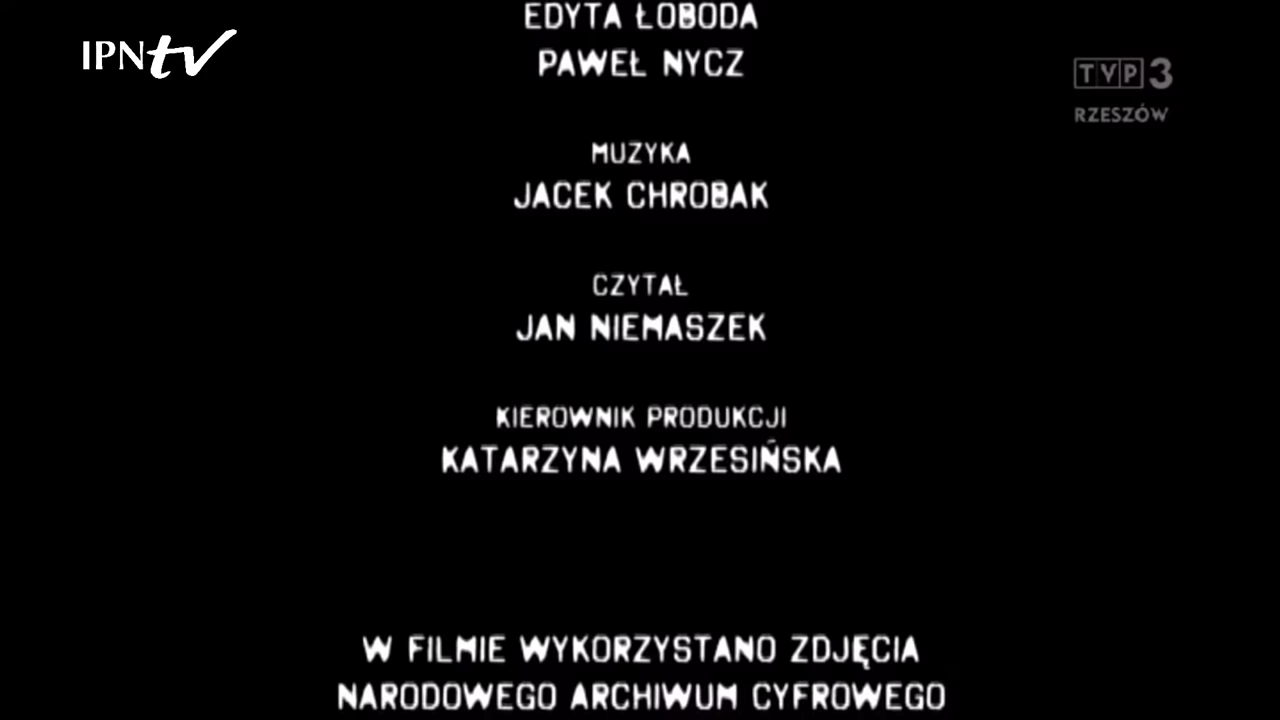 IPNtv
TVP3
RZESZÓW
EDYTA ŁOBODA
PAWEŁ NYCZ
MUZYKA
JACEK CHROBAK
CZYTAŁ
JAN NIEMASZEK
KIEROWNIK PRODUKCJI
KATARZYNA WRZESIŃSKA
W FILMIE WYKORZYSTANO ZDJĘCIA
NARODOWEGO ARCHIWUM CYFROWEGO